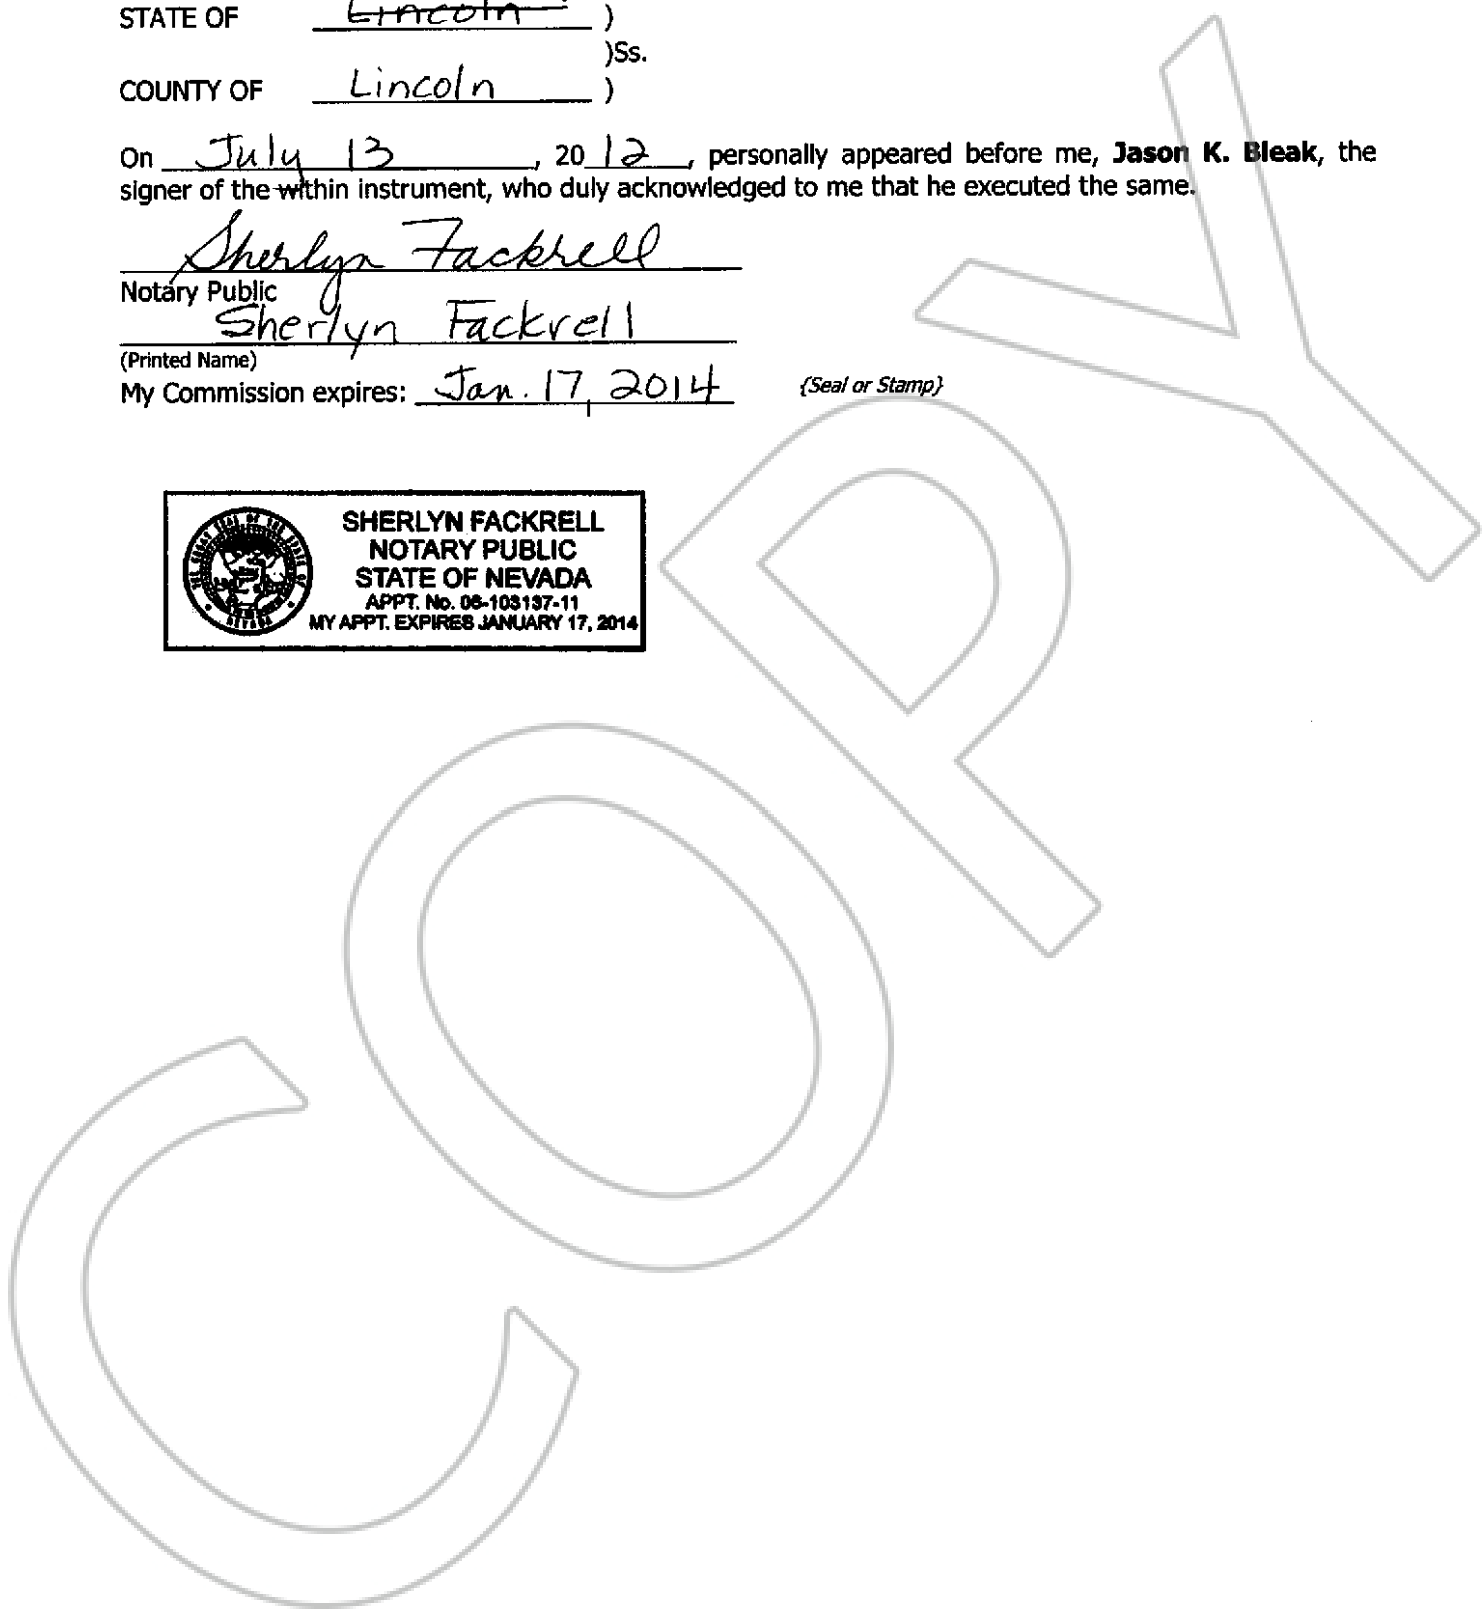 STATE OF Lincoln )
)Ss.
COUNTY OF Lincoln )
On July 13, 2012, personally appeared before me, Jason K. Bleak, the
signer of the within instrument, who duly acknowledged to me that he executed the same.
Sherlyn Fackrell
Notary Public
Sherlyn Fackrell
(Printed Name)
My Commission expires: Jan. 17, 2014 {Seal or Stamp}
SHERLYN FACKRELL
NOTARY PUBLIC
STATE OF NEVADA
APPT. No. 06-103137-11
MY APPT. EXPIRES JANUARY 17, 2014
COPY